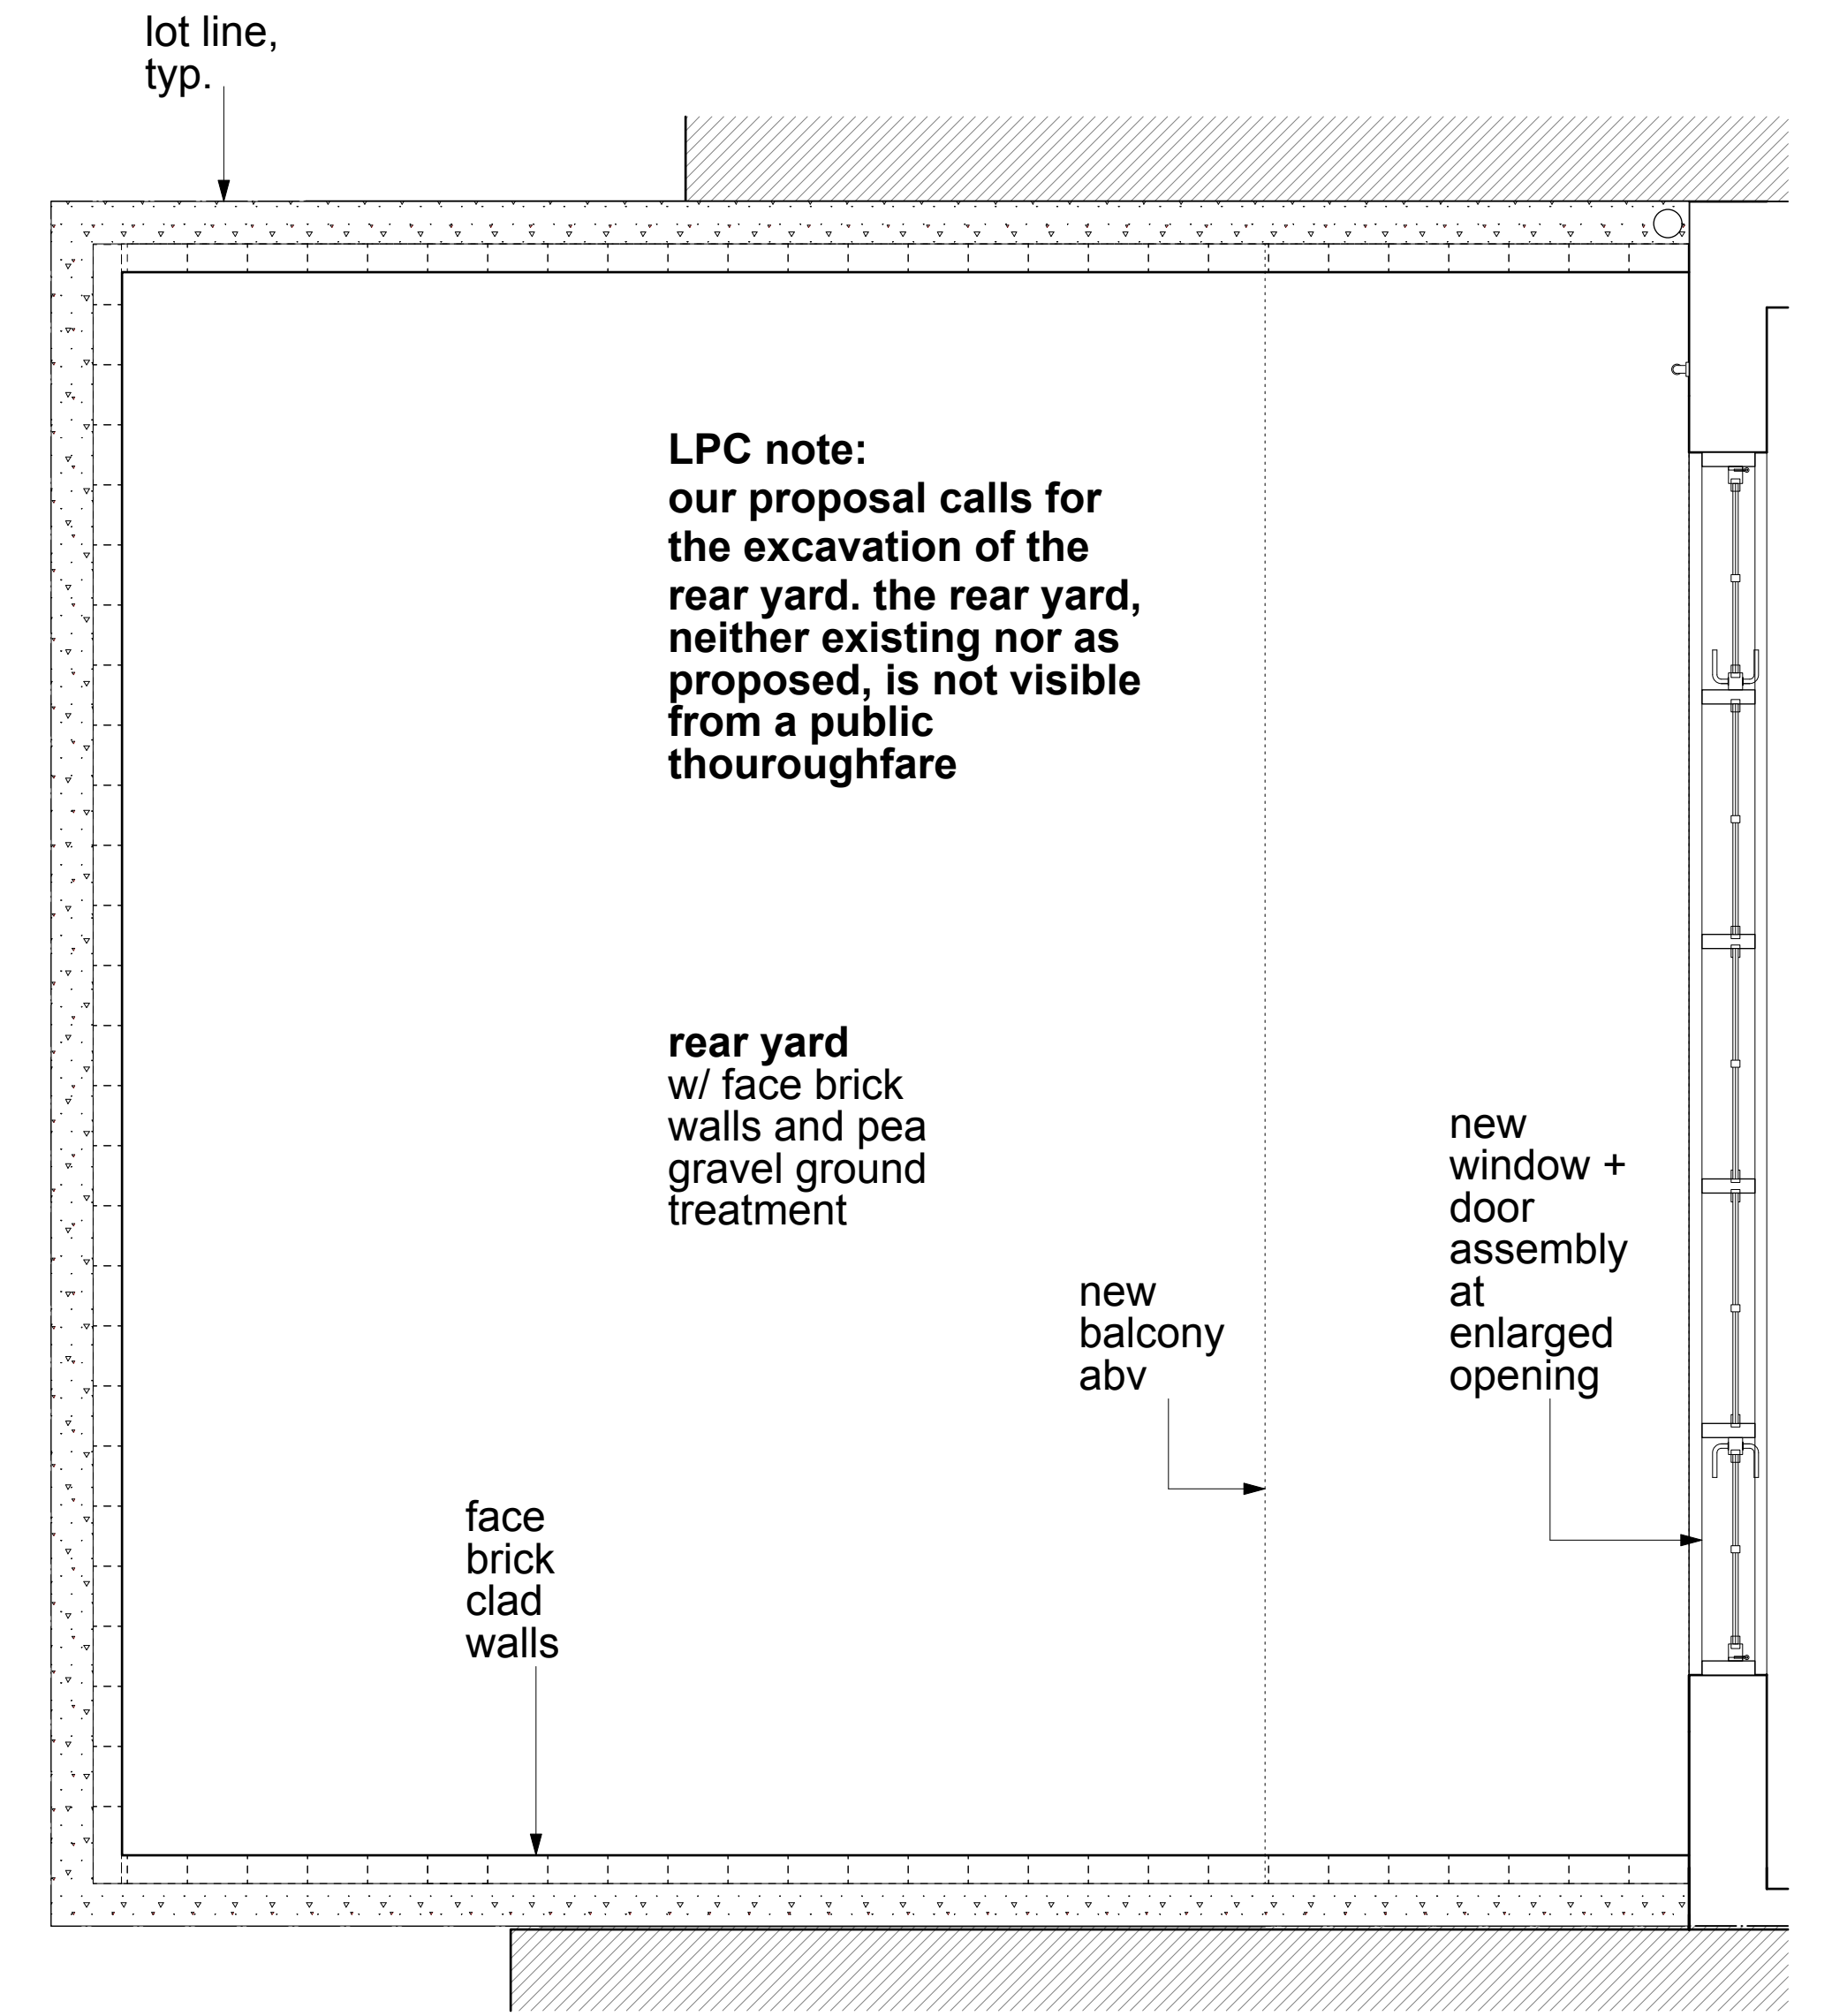 lot line,
typ.
LPC note:
our proposal calls for
the excavation of the
rear yard. the rear yard,
neither existing nor as
proposed, is not visible
from a public
thouroughfare
rear yard
w/ face brick
walls and pea
gravel ground
treatment
new
balcony
abv
new
window +
door
assembly
at
enlarged
opening
face
brick
clad
walls